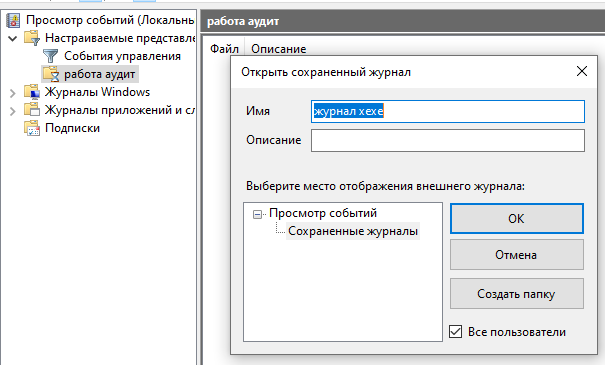 Просмотр событий (Локальнь
Настраиваемые представле
События управления
работа аудит
Журналы Windows
Журналы приложений и сл
Подписки
работа аудит
Файл Описание
Открыть сохраненный журнал
Имя журнал хехе
Описание
Выберите место отображения внешнего журнала:
Просмотр событий
Сохраненные журналы
ОК
Отмена
Создать папку
Все пользователи